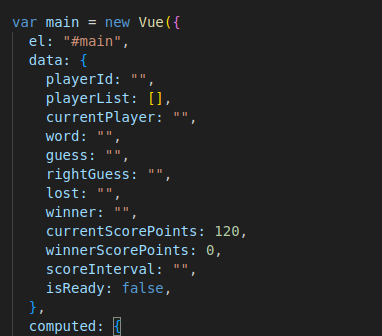 var main = new Vue({
el: "#main",
data: {
playerId: "",
playerList: [],
currentPlayer: "",
word: "",
guess: "",
rightGuess: "",
lost: "",
winner: "",
currentScorePoints: 120,
winnerScorePoints: 0,
scoreInterval: "",
isReady: false,
},
computed: {